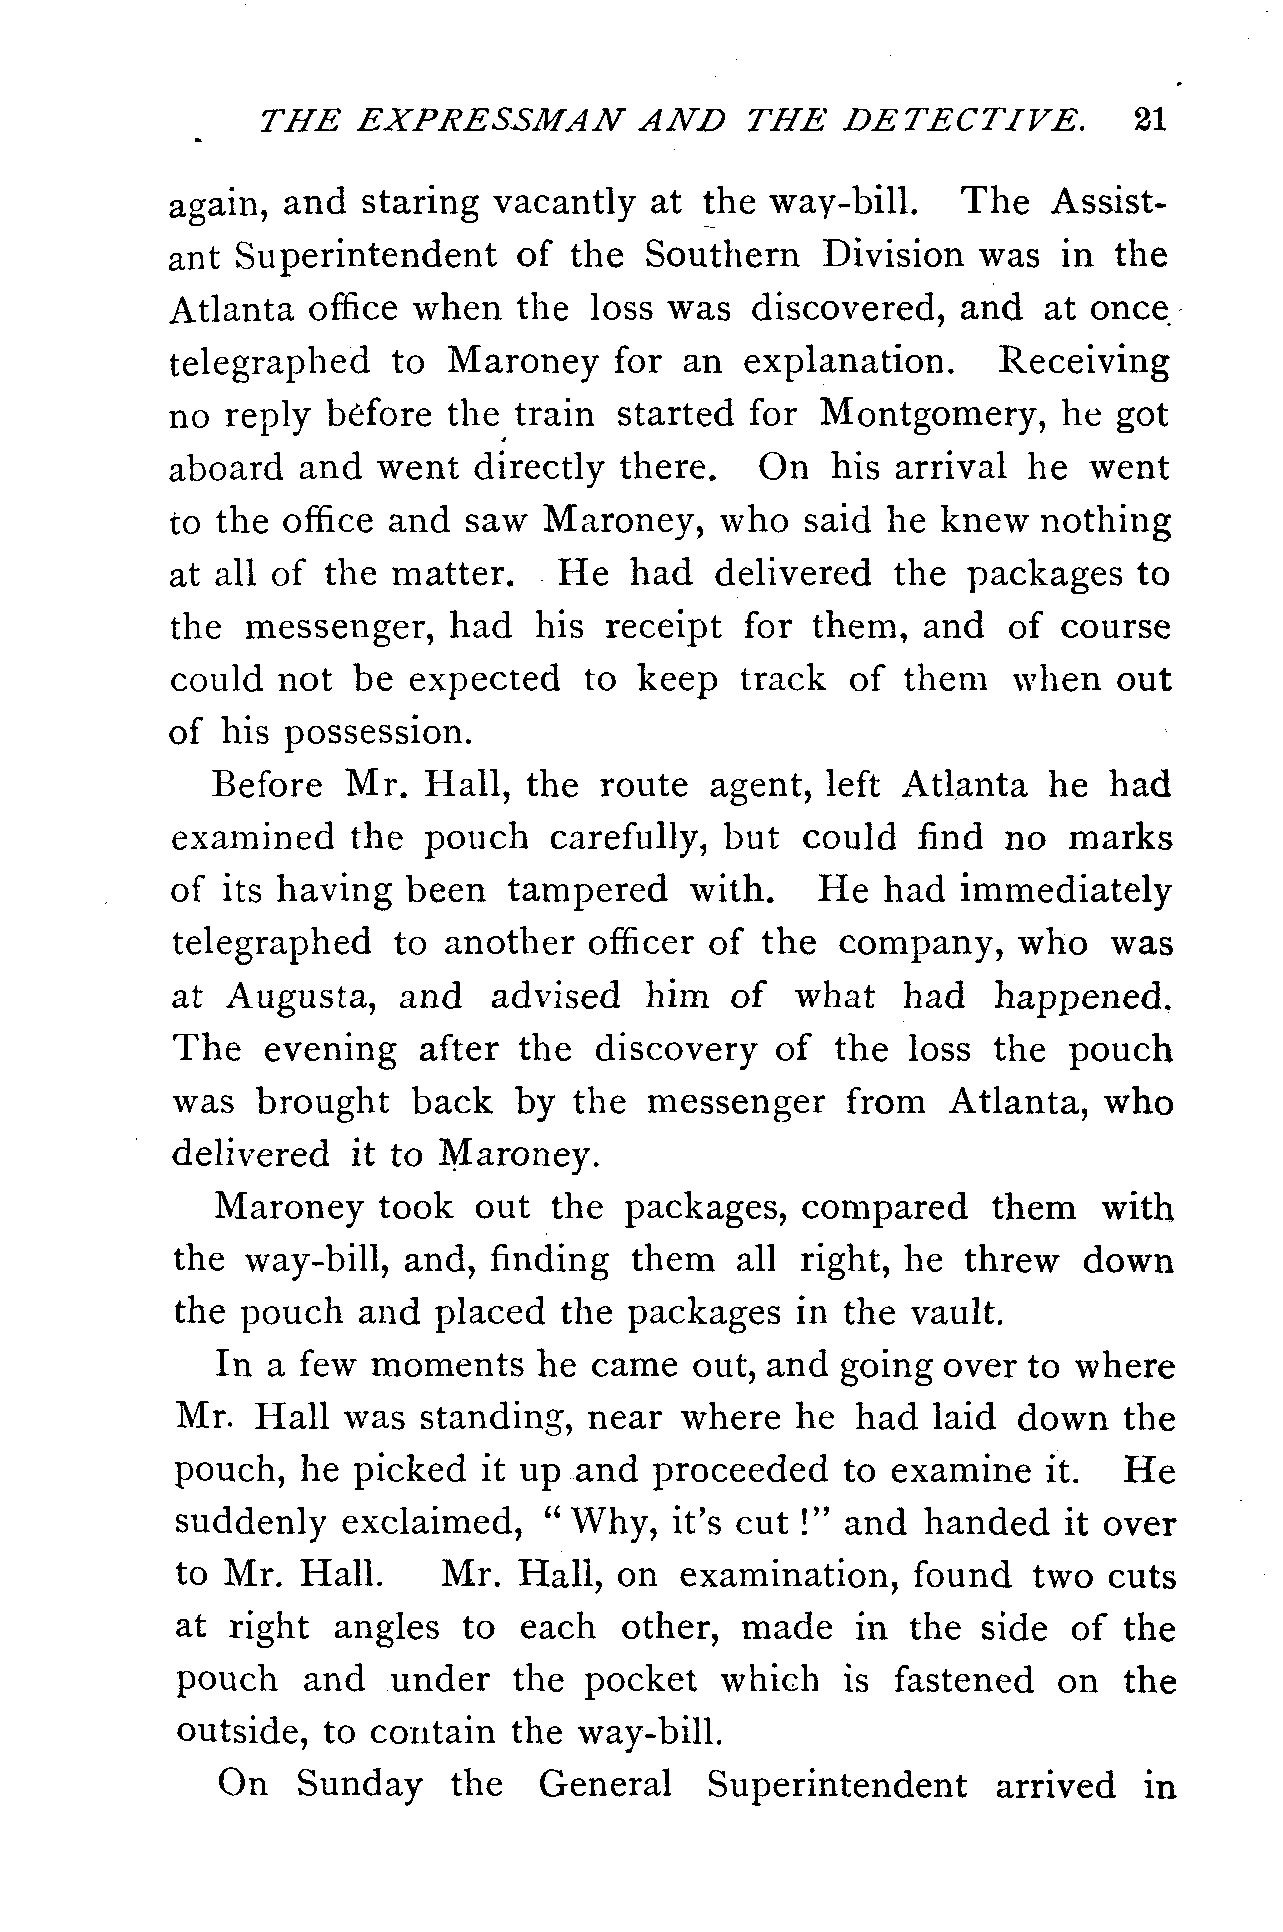 THE EXPRESSMAN AND THE DETECTIVE. 21
again, and staring vacantly at the way-bill. The Assist-
ant Superintendent of the Southern Division was in the
Atlanta office when the loss was discovered, and at once
telegraphed to Maroney for an explanation. Receiving
no reply before the train started for Montgomery, he got
aboard and went directly there. On his arrival he went
to the office and saw Maroney, who said he knew nothing
at all of the matter. He had delivered the packages to
the messenger, had his receipt for them, and of course
could not be expected to keep track of them when out
of his possession.
Before Mr. Hall, the route agent, left Atlanta he had
examined the pouch carefully, but could find no marks
of its having been tampered with. He had immediately
telegraphed to another officer of the company, who was
at Augusta, and advised him of what had happened.
The evening after the discovery of the loss the pouch
was brought back by the messenger from Atlanta, who
delivered it to Maroney.
Maroney took out the packages, compared them with
the way-bill, and, finding them all right, he threw down
the pouch and placed the packages in the vault.
In a few moments he came out, and going over to where
Mr. Hall was standing, near where he had laid down the
pouch, he picked it up and proceeded to examine it. He
suddenly exclaimed, “Why, it's cut!” and handed it over
to Mr. Hall. Mr. Hall, on examination, found two cuts
at right angles to each other, made in the side of the
pouch and under the pocket which is fastened on the
outside, to contain the way-bill.
On Sunday the General Superintendent arrived in